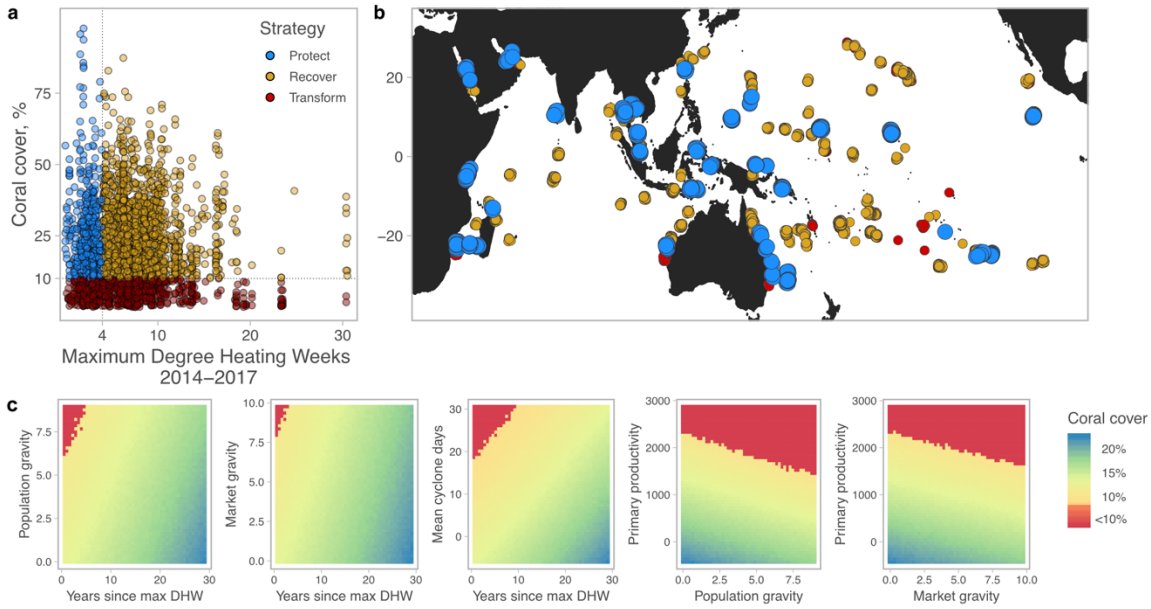 a
Strategy
Protect
Recover
Transform
Coral cover, %
75
50
25
10
4
10
20
30
Maximum Degree Heating Weeks
2014–2017
b
20
0
−20
c
Population gravity
7.5
5.0
2.5
0.0
0
10
20
30
Years since max DHW
Market gravity
10.0
7.5
5.0
2.5
0.0
0
10
20
30
Years since max DHW
Mean cyclone days
30
20
10
0
0
10
20
30
Years since max DHW
Primary productivity
3000
2000
1000
0
0.0
2.5
5.0
7.5
Population gravity
Primary productivity
3000
2000
1000
0
0.0
2.5
5.0
7.5
10.0
Market gravity
Coral cover
20%
15%
10%
<10%